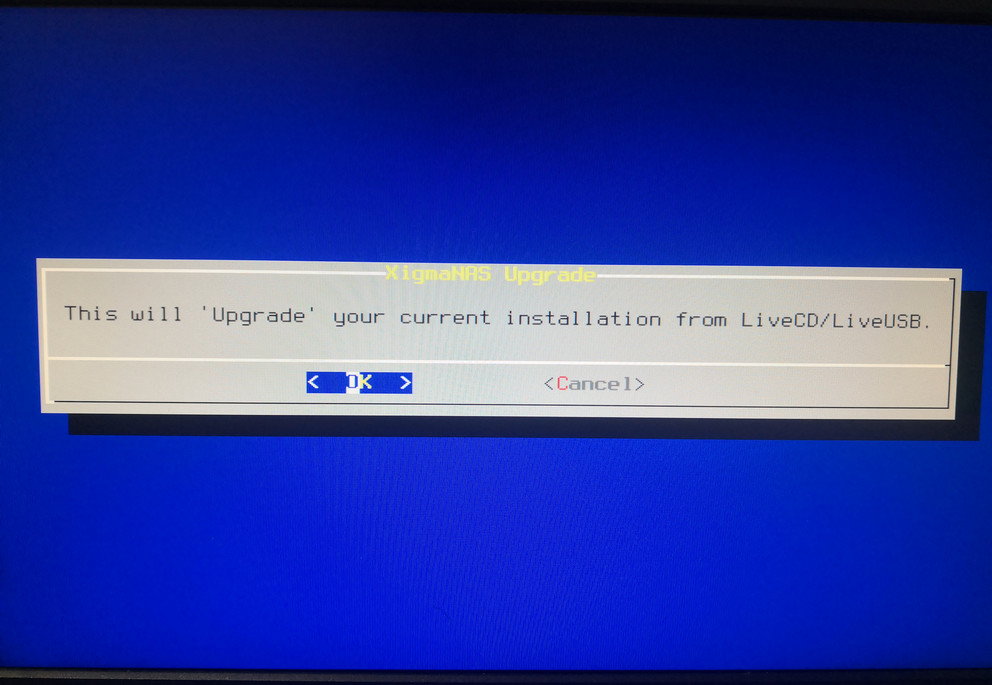 XigmaNAS Upgrade
This will 'Upgrade' your current installation from LiveCD/LiveUSB.
< OK > <Cancel>